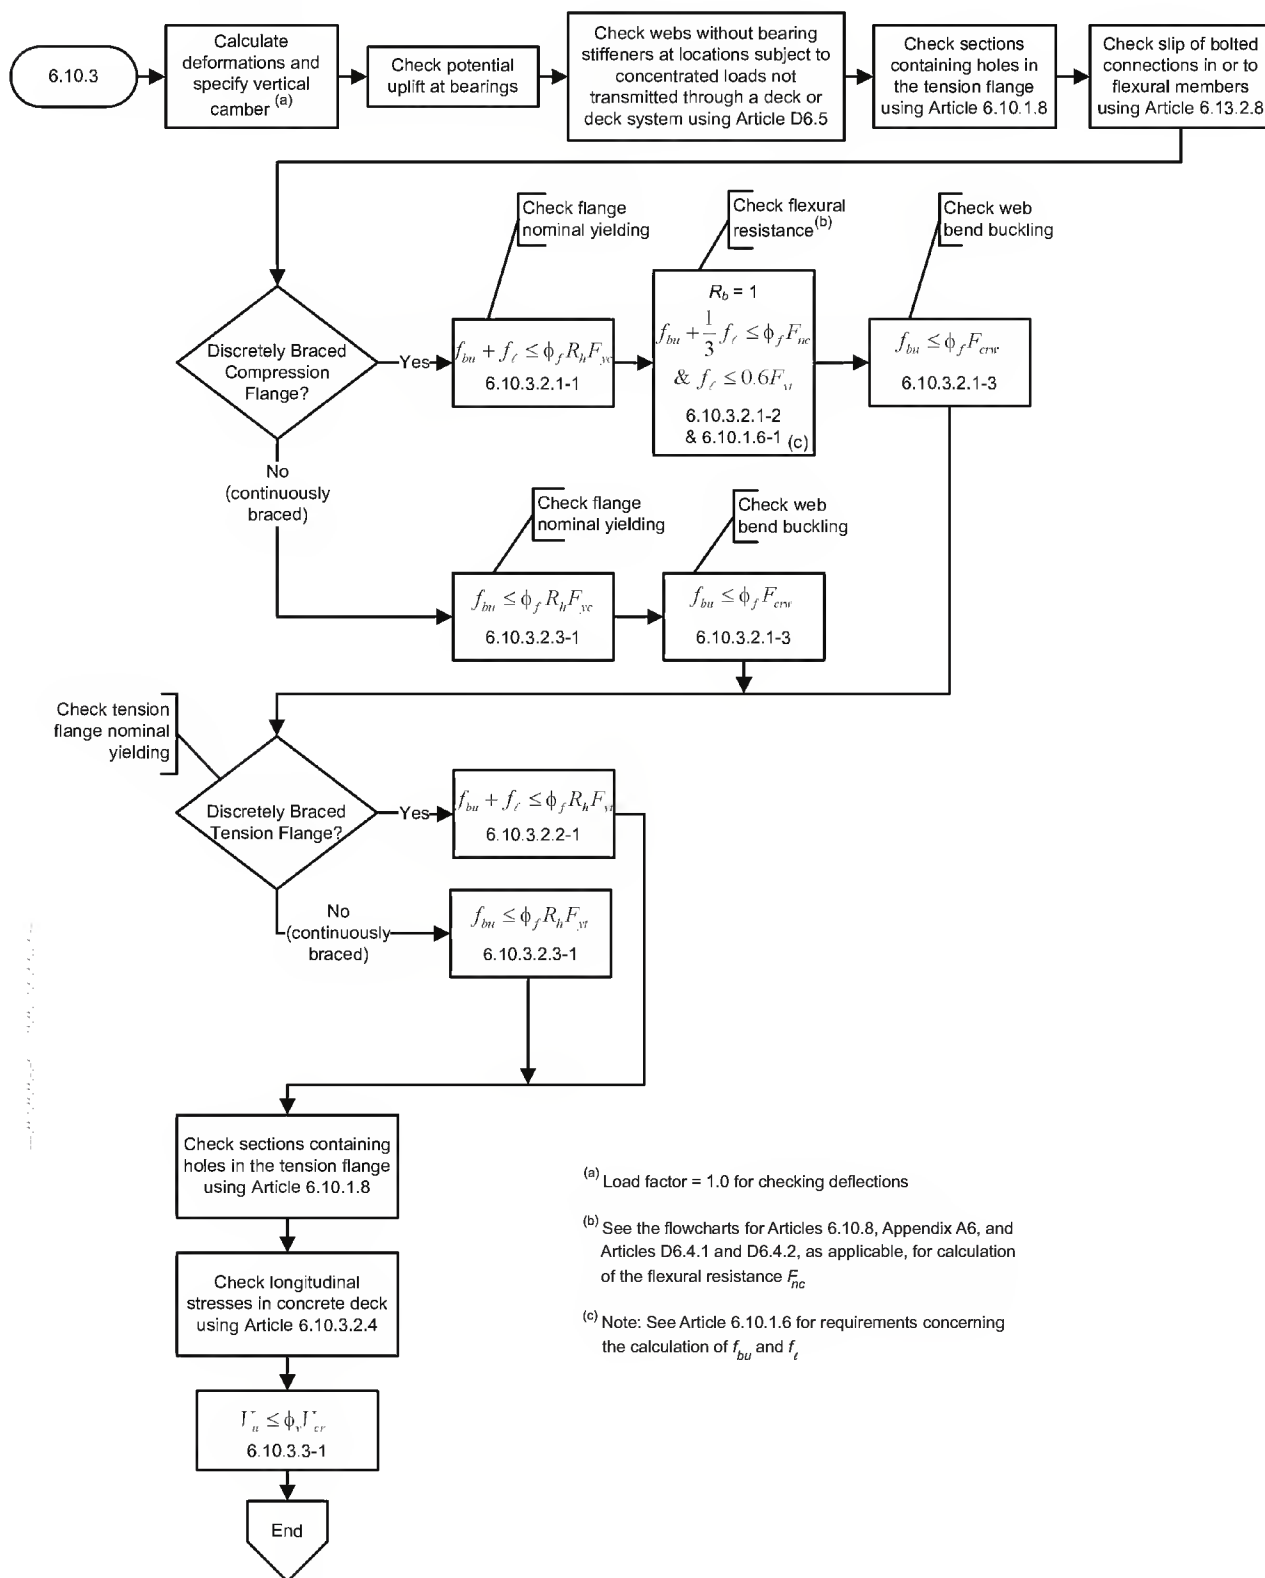 6.10.3
Calculate
deformations and
specify vertical
camber (a)
Check potential
uplift at bearings
Check webs without bearing
stiffeners at locations subject to
concentrated loads not
transmitted through a deck or
deck system using Article D6.5
Check sections
containing holes in
the tension flange
using Article 6.10.1.8
Check slip of bolted
connections in or to
flexural members
using Article 6.13.2.8
Check flange
nominal yielding
Check flexural
resistance(b)
Check web
bend buckling
Discretely Braced
Compression
Flange?
Yes
f_bu + f_ℓ ≤ ϕ_f R_h F_yc
6.10.3.2.1-1
R_b = 1
f_bu + 1/3 f_ℓ ≤ ϕ_f F_nc
& f_ℓ ≤ 0.6F_yt
6.10.3.2.1-2
& 6.10.1.6-1 (c)
f_bu ≤ ϕ_f F_crw
6.10.3.2.1-3
No
(continuously
braced)
Check flange
nominal yielding
Check web
bend buckling
f_bu ≤ ϕ_f R_h F_yc
6.10.3.2.3-1
f_bu ≤ ϕ_f F_crw
6.10.3.2.1-3
Check tension
flange nominal
yielding
Discretely Braced
Tension Flange?
Yes
f_bu + f_ℓ ≤ ϕ_f R_h F_yt
6.10.3.2.2-1
No
(continuously
braced)
f_bu ≤ ϕ_f R_h F_yt
6.10.3.2.3-1
Check sections containing
holes in the tension flange
using Article 6.10.1.8
Check longitudinal
stresses in concrete deck
using Article 6.10.3.2.4
V_u ≤ ϕ_v V_cr
6.10.3.3-1
End
(a) Load factor = 1.0 for checking deflections
(b) See the flowcharts for Articles 6.10.8, Appendix A6, and
Articles D6.4.1 and D6.4.2, as applicable, for calculation
of the flexural resistance F_nc
(c) Note: See Article 6.10.1.6 for requirements concerning
the calculation of f_bu and f_ℓ